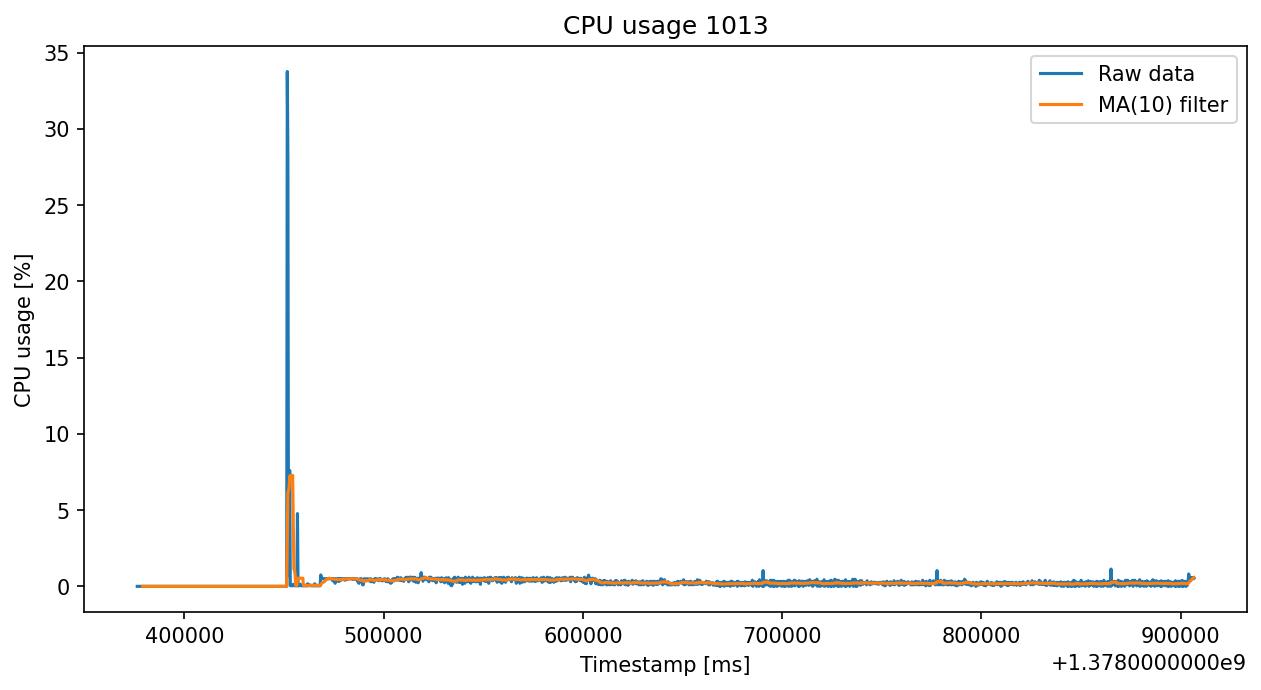 CPU usage 1013
Raw data
MA(10) filter
CPU usage [%]
35
30
25
20
15
10
5
0
400000 500000 600000 700000 800000 900000
Timestamp [ms]
+1.3780000000e9